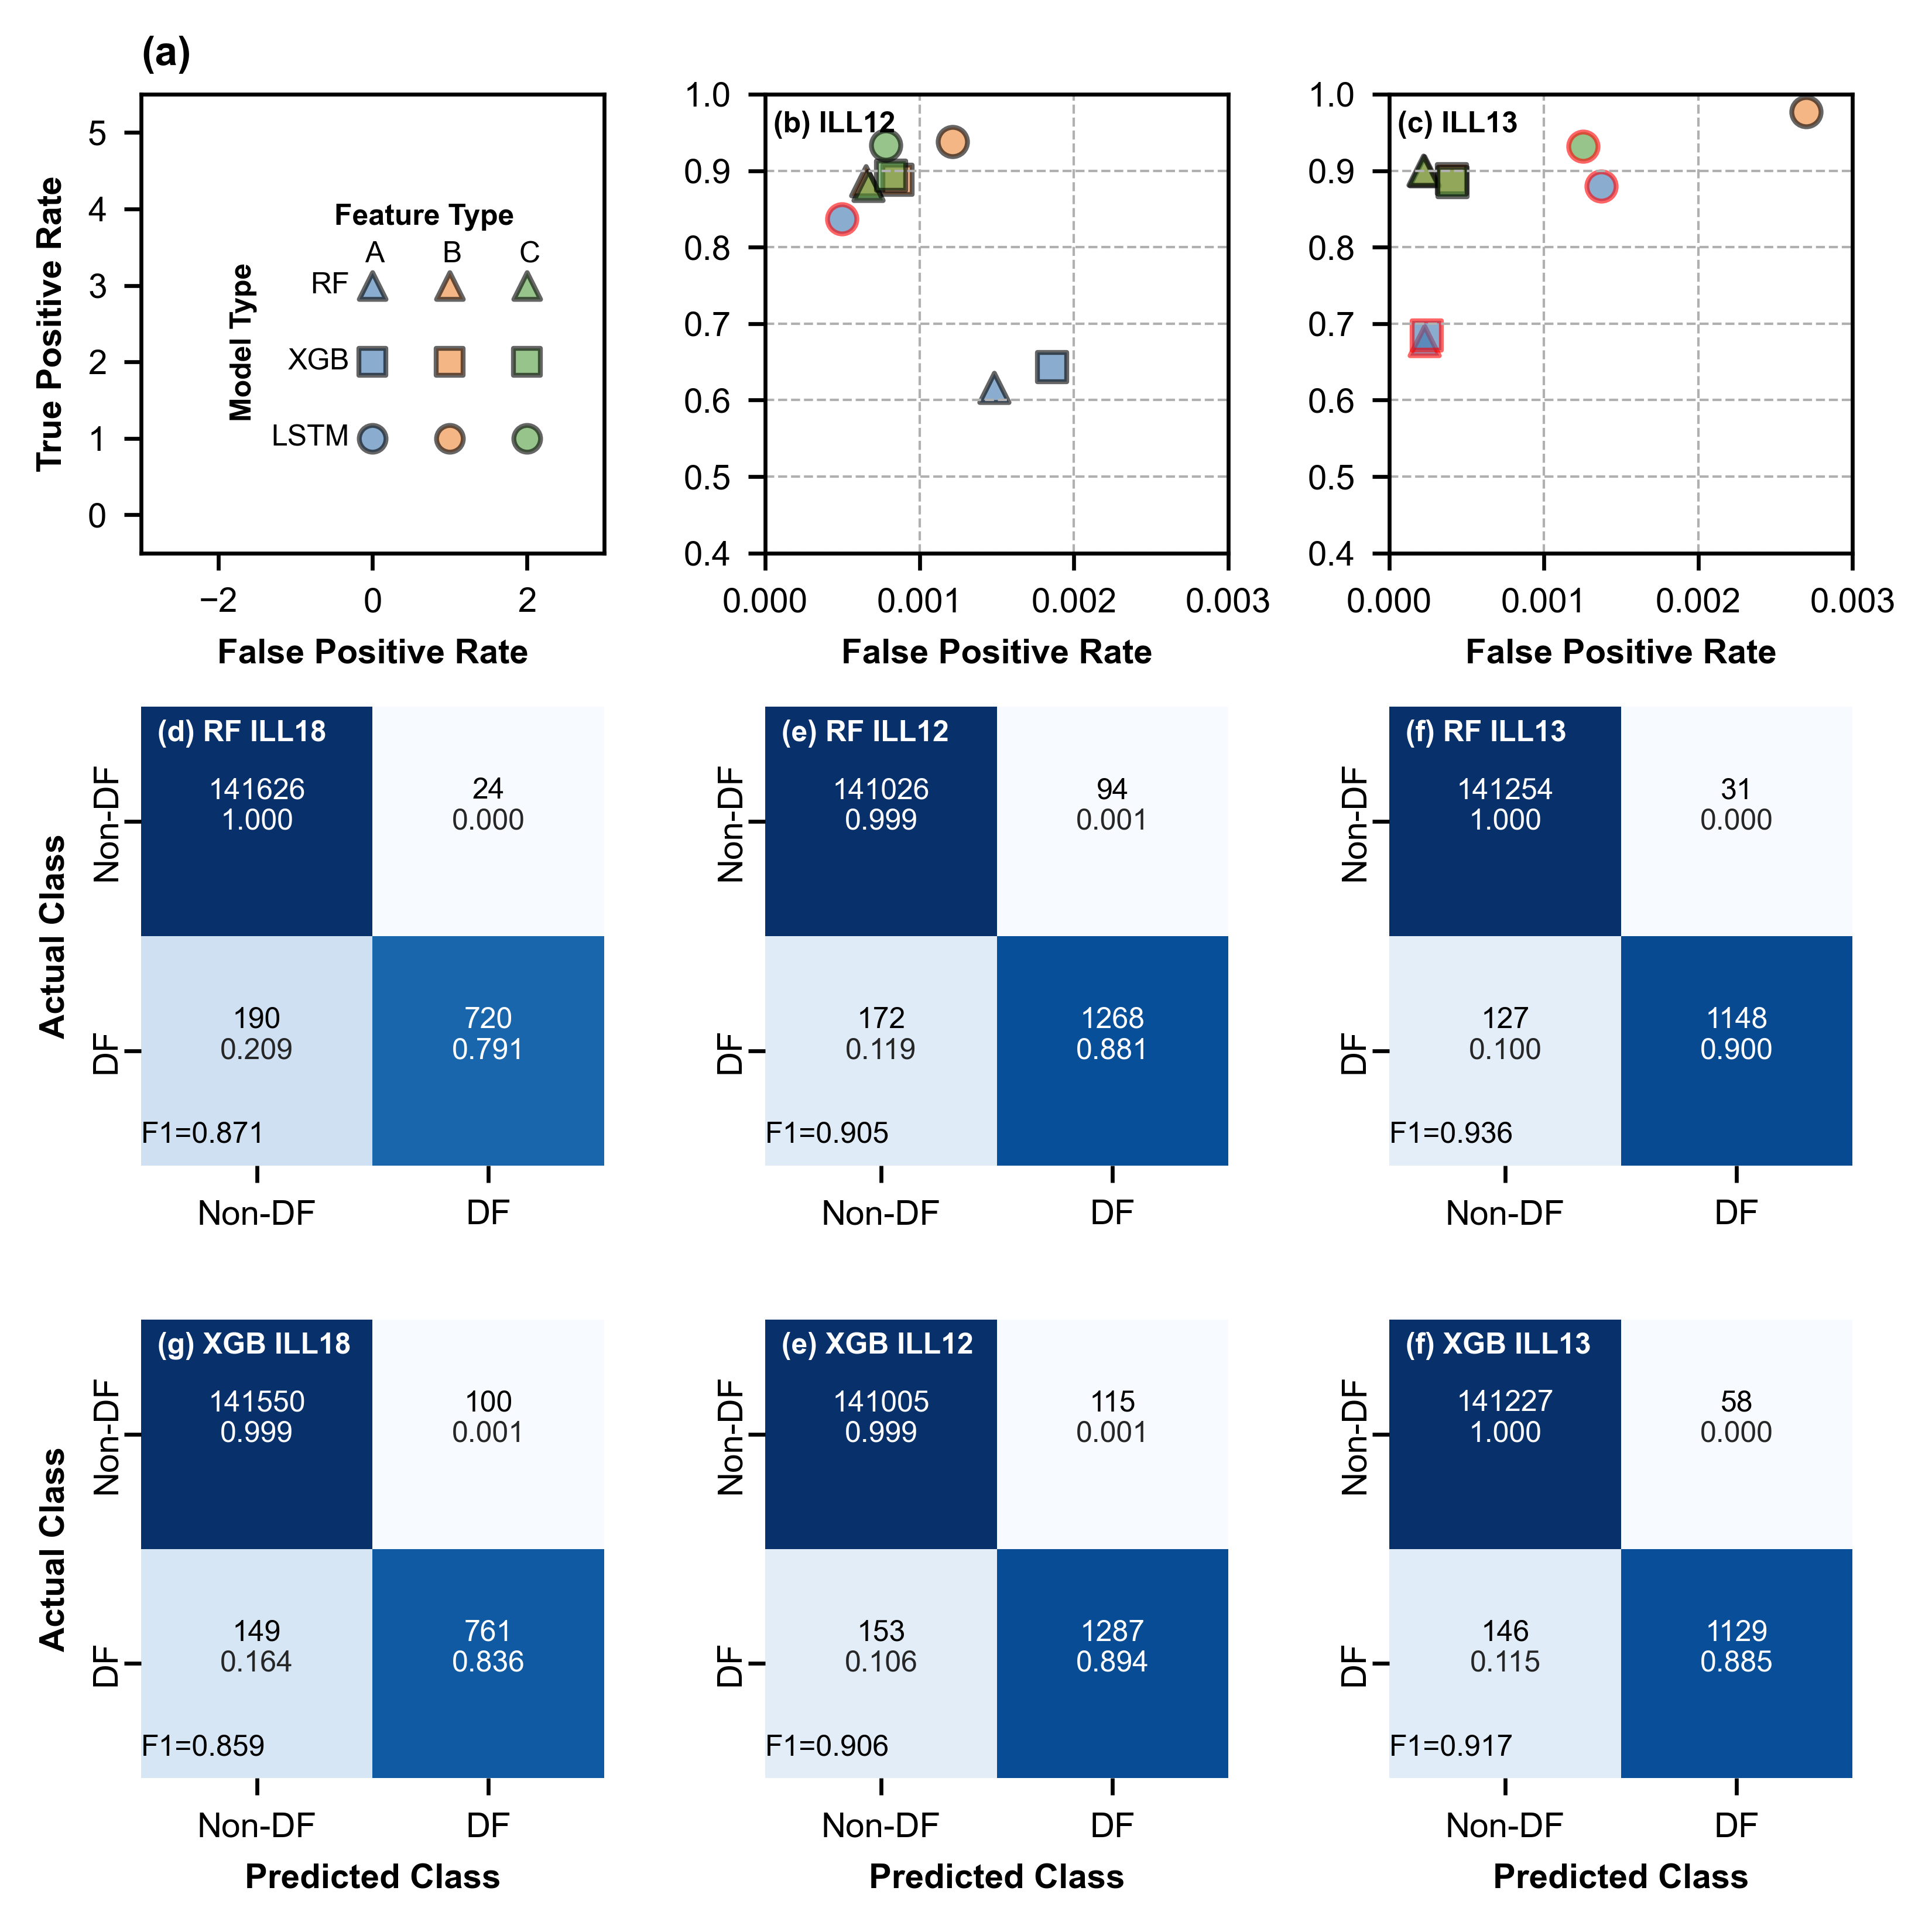 (a)
True Positive Rate
5
4
3
2
1
0
Feature Type
A B C
Model Type
RF
XGB
LSTM
−2 0 2
False Positive Rate
(b) ILL12
1.0
0.9
0.8
0.7
0.6
0.5
0.4
0.000 0.001 0.002 0.003
False Positive Rate
(c) ILL13
1.0
0.9
0.8
0.7
0.6
0.5
0.4
0.000 0.001 0.002 0.003
False Positive Rate
Actual Class
Non-DF
DF
(d) RF ILL18
141626 24
1.000 0.000
190 720
0.209 0.791
F1=0.871
Non-DF DF
Non-DF
DF
(e) RF ILL12
141026 94
0.999 0.001
172 1268
0.119 0.881
F1=0.905
Non-DF DF
Non-DF
DF
(f) RF ILL13
141254 31
1.000 0.000
127 1148
0.100 0.900
F1=0.936
Non-DF DF
Actual Class
Non-DF
DF
(g) XGB ILL18
141550 100
0.999 0.001
149 761
0.164 0.836
F1=0.859
Non-DF DF
Predicted Class
Non-DF
DF
(e) XGB ILL12
141005 115
0.999 0.001
153 1287
0.106 0.894
F1=0.906
Non-DF DF
Predicted Class
Non-DF
DF
(f) XGB ILL13
141227 58
1.000 0.000
146 1129
0.115 0.885
F1=0.917
Non-DF DF
Predicted Class